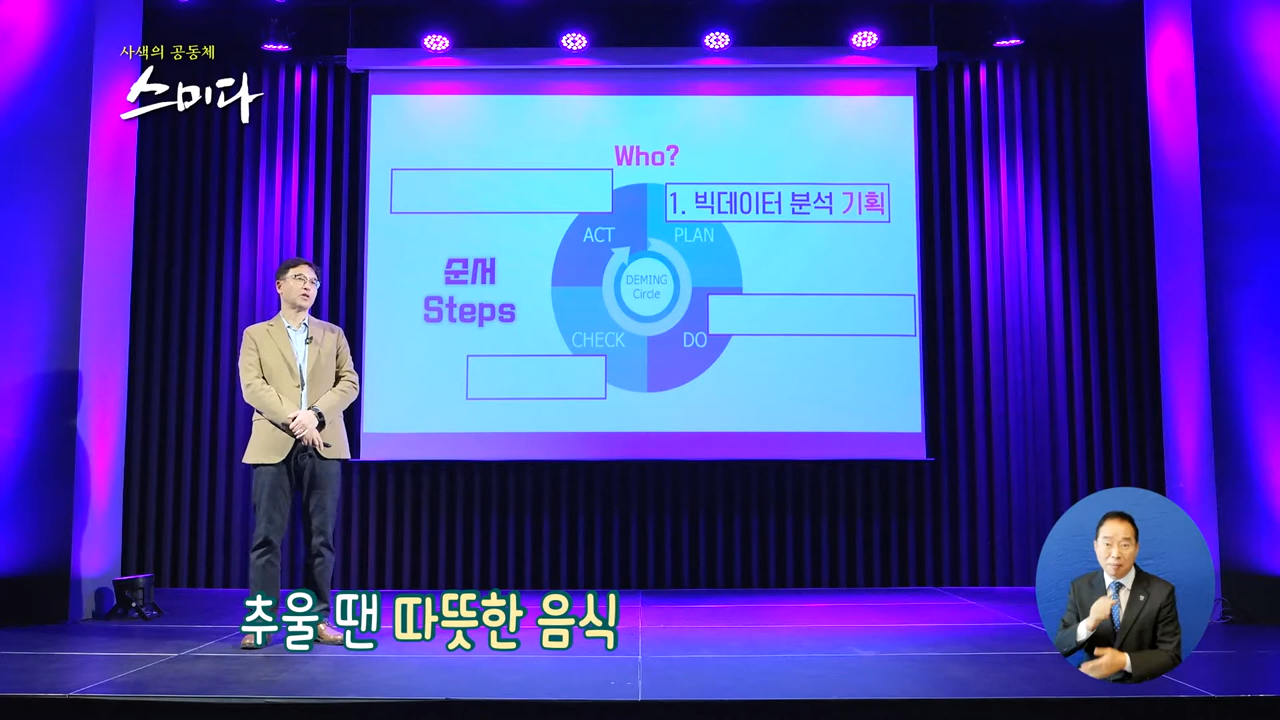 사색의 공동체
스미다
Who?
1. 빅데이터 분석 기획
ACT
PLAN
순서
Steps
DEMING
Circle
CHECK
DO
추울 땐 따뜻한 음식